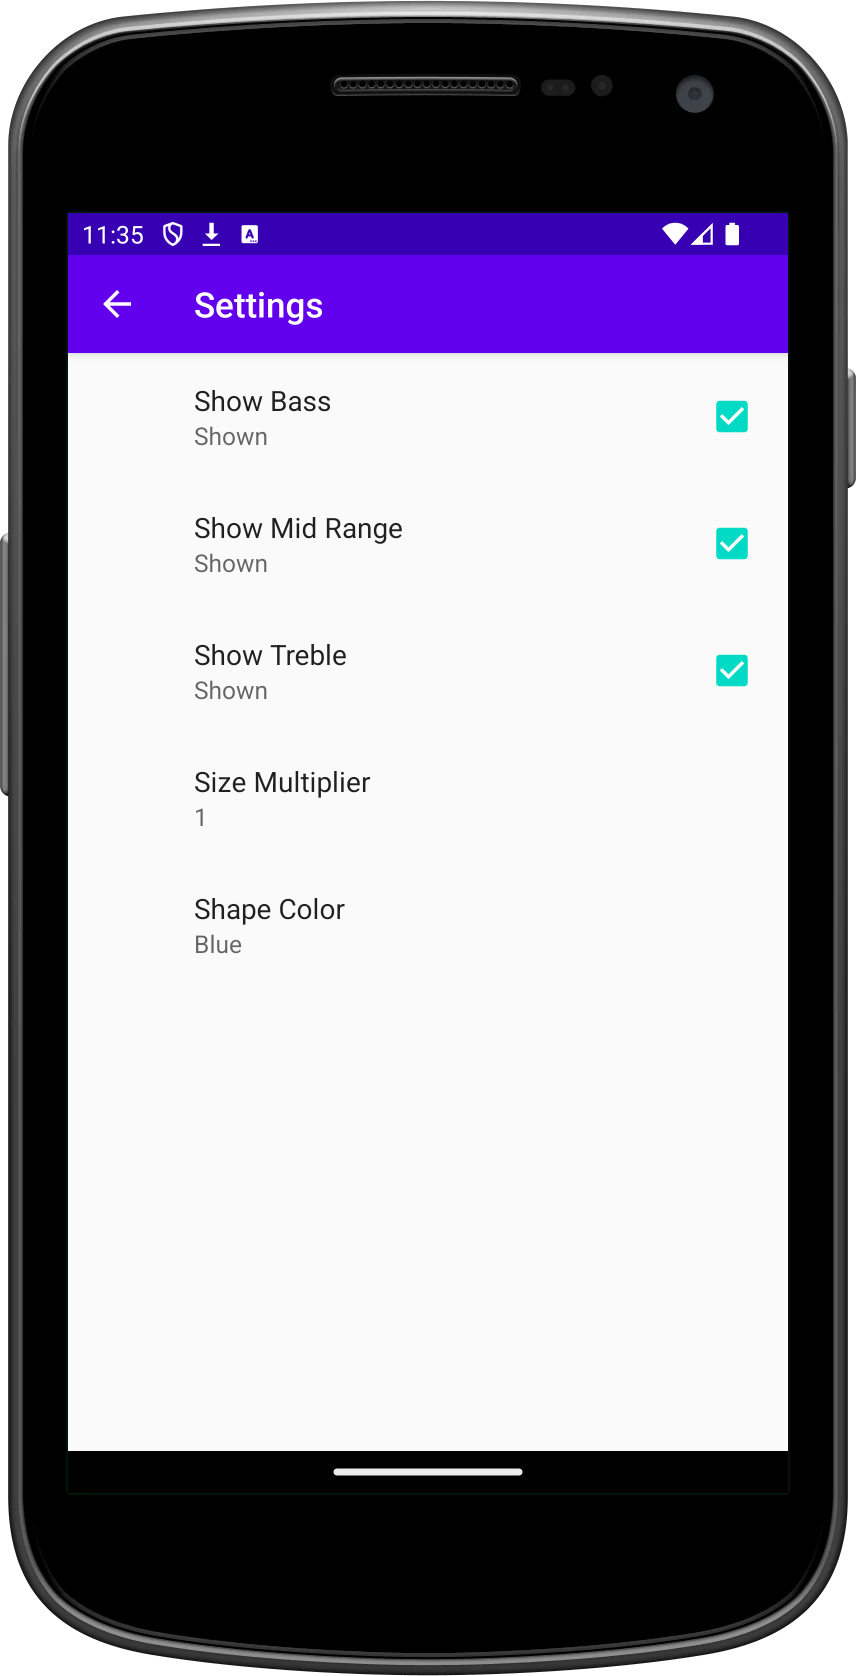 11:35 A
Settings
Show Bass
Shown
Show Mid Range
Shown
Show Treble
Shown
Size Multiplier
1
Shape Color
Blue